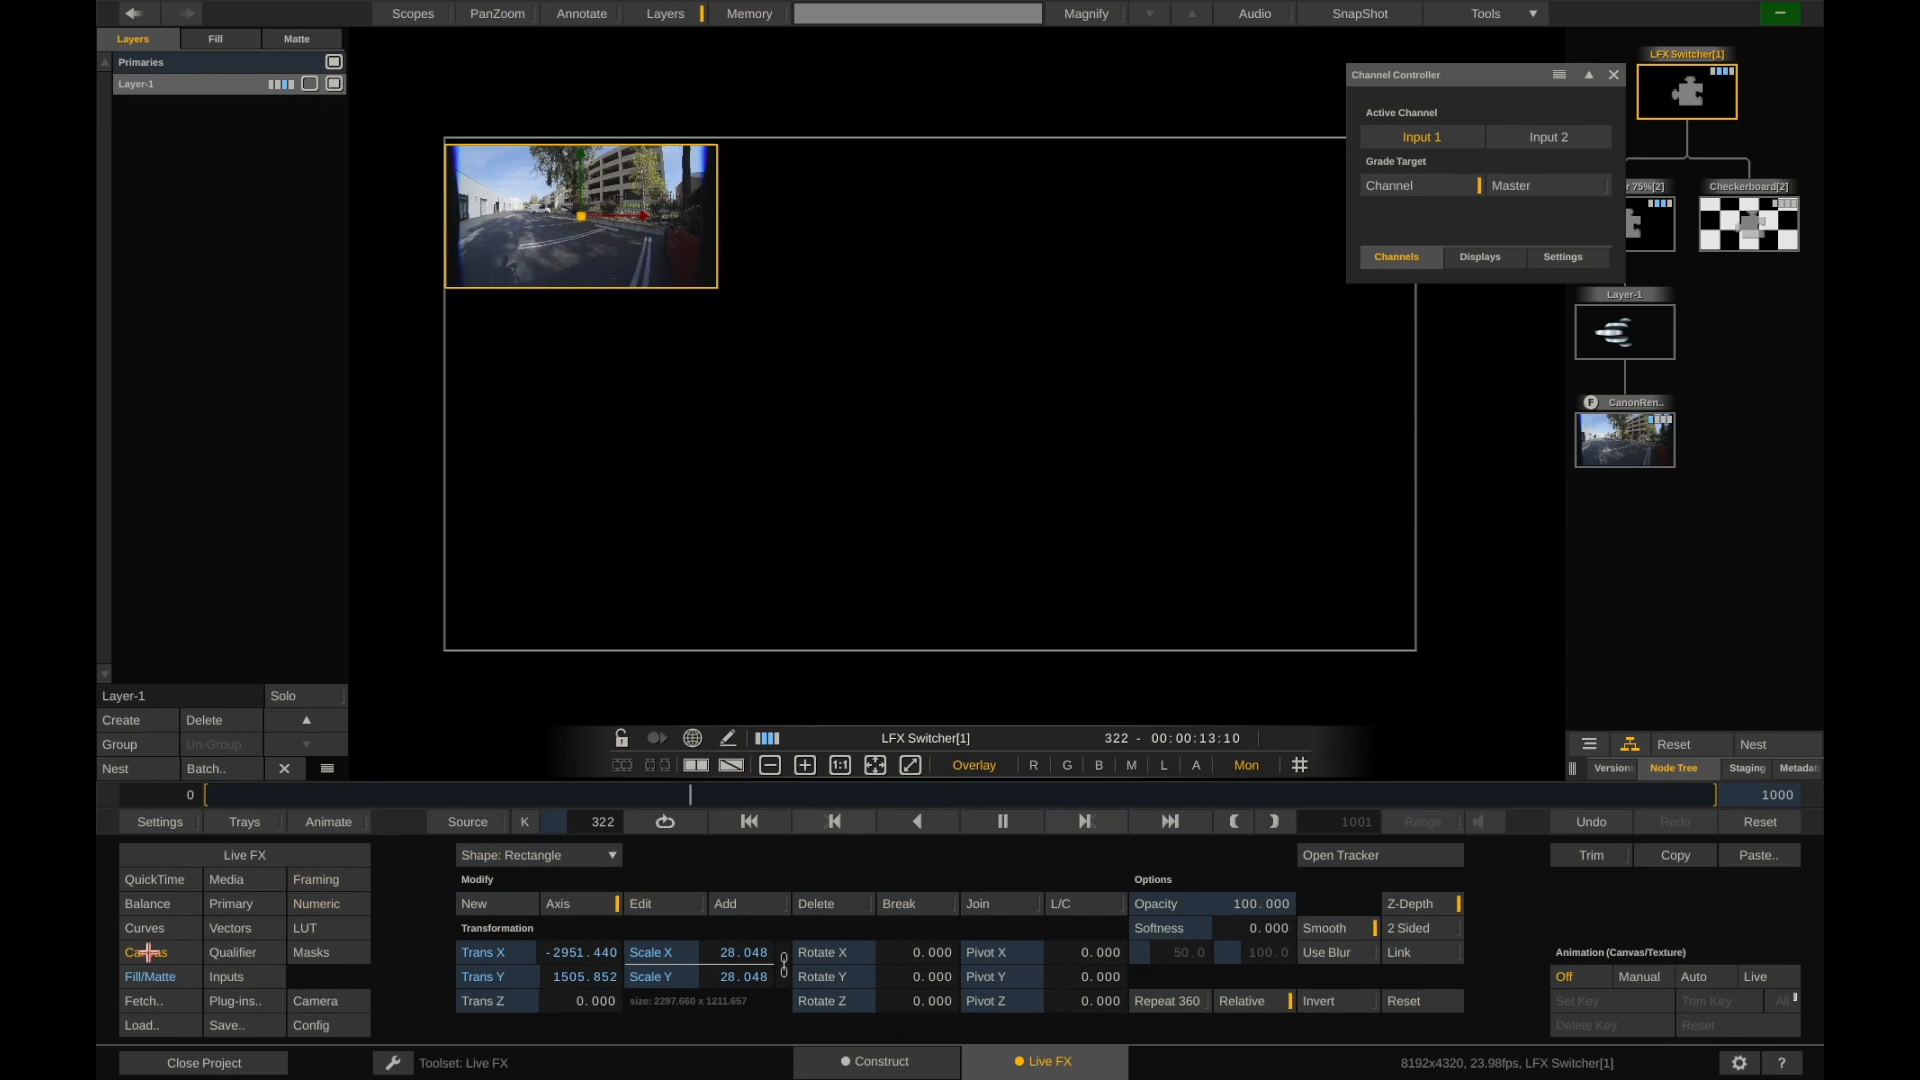 Scopes PanZoom Annotate Layers Memory Magnify Audio SnapShot Tools
Layers Fill Matte
Primaries
Layer-1
LFX Switcher[1]
Channel Controller
Active Channel
Input 1 Input 2
Grade Target
Channel Master
Channels Displays Settings
r 75%[2] Checkerboard[2]
Layer-1
F CanonRen..
Layer-1 Solo
Create Delete
Group Un-Group
Nest Batch..
LFX Switcher[1] 322 - 00:00:13:10
1:1 Overlay R G B M L A Mon
Reset Nest
Version Node Tree Staging Metadat
0 1000
Settings Trays Animate Source K 322 1001 Range Undo Redo Reset
Live FX Shape: Rectangle Open Tracker Trim Copy Paste..
QuickTime Media Framing Modify Options
Balance Primary Numeric New Axis Edit Add Delete Break Join L/C Opacity 100.000 Z-Depth
Curves Vectors LUT Transformation Softness 0.000 Smooth 2 Sided
Canvas Qualifier Masks Trans X -2951.440 Scale X 28.048 Rotate X 0.000 Pivot X 0.000 50.0 100.0 Use Blur Link Animation (Canvas/Texture)
Fill/Matte Inputs Trans Y 1505.852 Scale Y 28.048 Rotate Y 0.000 Pivot Y 0.000 Off Manual Auto Live
Fetch.. Plug-ins.. Camera Trans Z 0.000 size: 2297.660 x 1211.657 Rotate Z 0.000 Pivot Z 0.000 Repeat 360 Relative Invert Reset Set Key Trim Key All
Load.. Save.. Config Delete Key Reset
Close Project Toolset: Live FX Construct Live FX 8192x4320, 23.98fps, LFX Switcher[1] ?